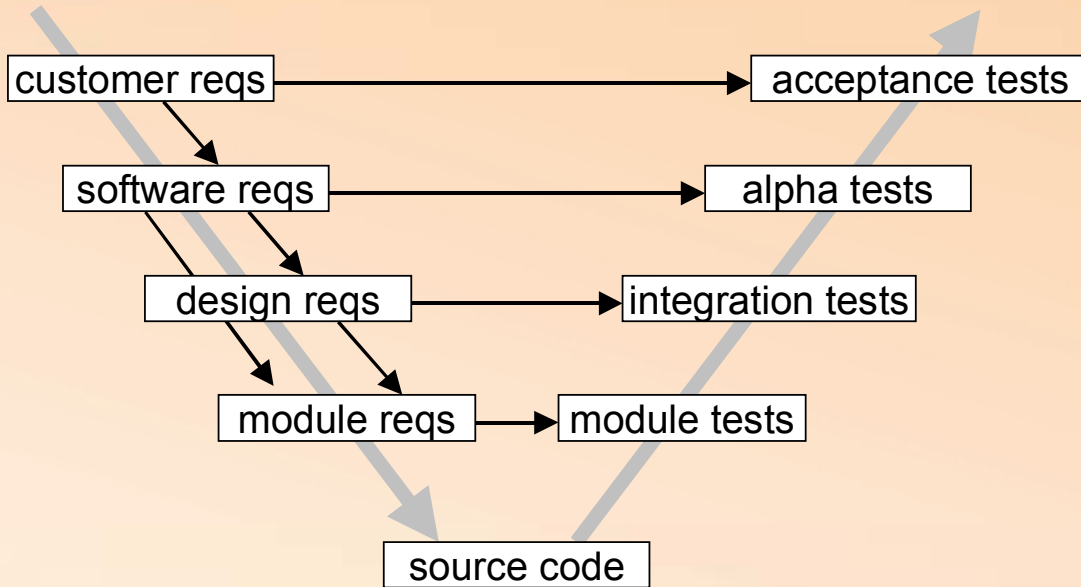 customer reqs
acceptance tests
software reqs
alpha tests
design reqs
integration tests
module reqs
module tests
source code